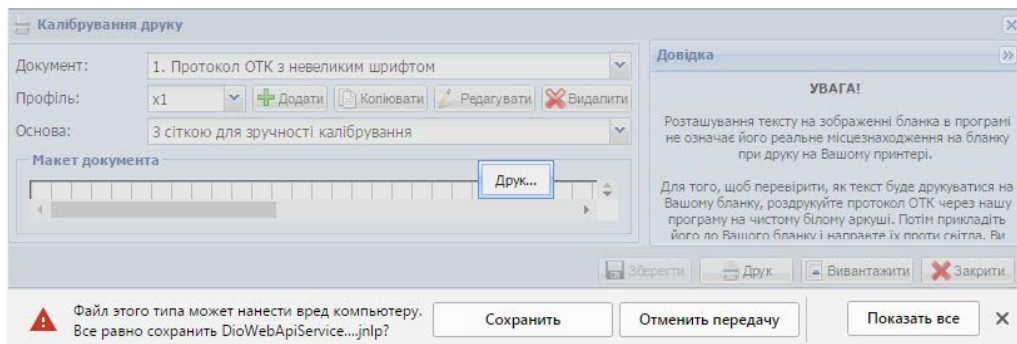 Калібрування друку
Документ:
1. Протокол ОТК з невеликим шрифтом
Профіль:
x1
Додати
Копіювати
Редагувати
Видалити
Основа:
З сіткою для зручності калібрування
Макет документа
Друк...
Довідка
УВАГА!
Розташування тексту на зображенні бланка в програмі
не означає його реальне місцезнаходження на бланку
при друку на Вашому принтері.
Для того, щоб перевірити, як текст буде друкуватися на
Вашому бланку, роздрукуйте протокол ОТК через нашу
програму на чистому білому аркуші. Потім прикладіть
його до Вашого бланку і направте їх проти світла. Ви
Зберегти
Друк
Вивантажити
Закрити
Файл этого типа может нанести вред компьютеру.
Все равно сохранить DioWebApiService....jnlp?
Сохранить
Отменить передачу
Показать все